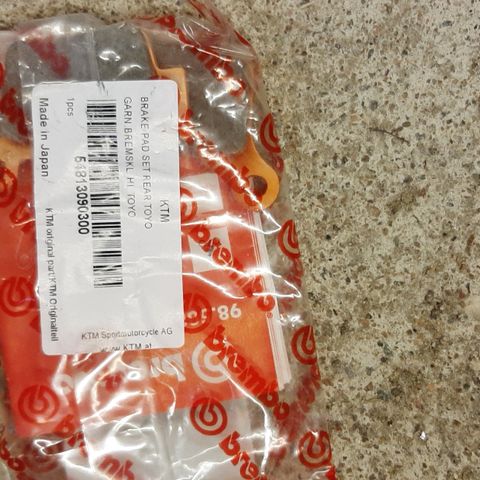 KTM
BRAKE PAD SET REAR TOYO
GARN BREMSKL HI. TOYO
54813090300
1pcs
Made in Japan
KTM original part/KTM Originalteil
KTM Sportmotorcycle AG
www.KTM.at
brembo
brembo
brembo